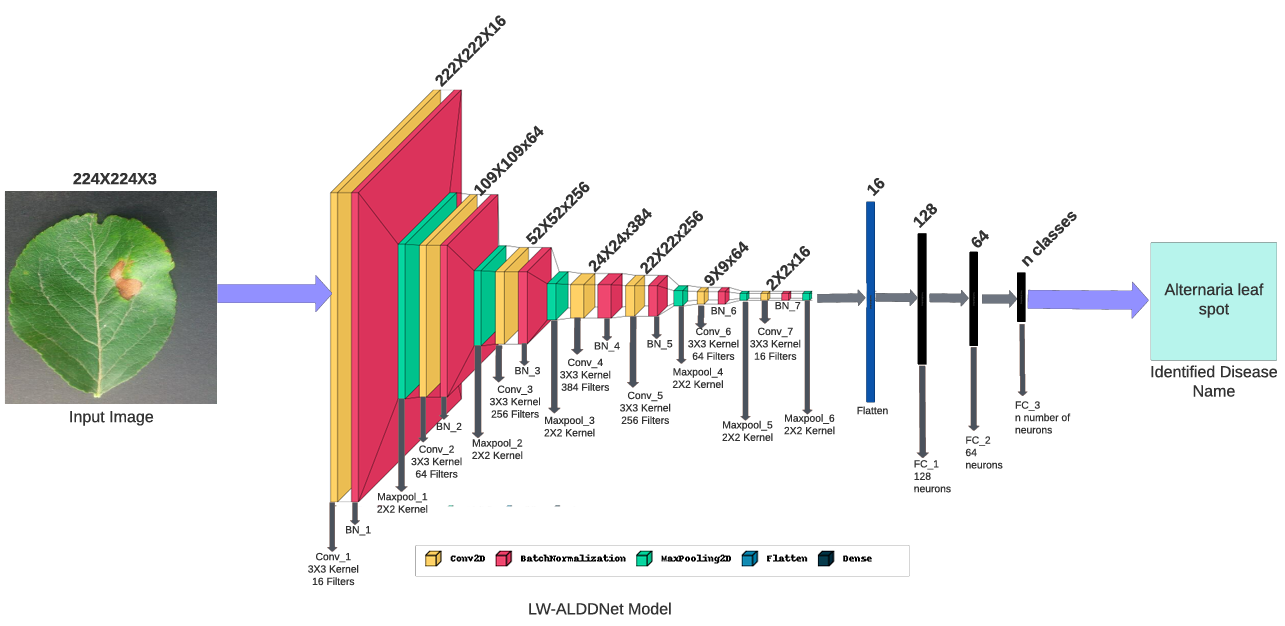 224X224X3
Input Image
222X222X16
109X109x64
52X52x256
24X24x384
22X22x256
9X9x64
2X2x16
16
128
64
n classes
Conv_1
3X3 Kernel
16 Filters
BN_1
Maxpool_1
2X2 Kernel
Conv_2
3X3 Kernel
64 Filters
BN_2
Maxpool_2
2X2 Kernel
Conv_3
3X3 Kernel
256 Filters
BN_3
Maxpool_3
2X2 Kernel
Conv_4
3X3 Kernel
384 Filters
BN_4
Conv_5
3X3 Kernel
256 Filters
BN_5
Maxpool_4
2X2 Kernel
Conv_6
3X3 Kernel
64 Filters
BN_6
Maxpool_5
2X2 Kernel
Conv_7
3X3 Kernel
16 Filters
BN_7
Maxpool_6
2X2 Kernel
Flatten
FC_1
128
neurons
FC_2
64
neurons
FC_3
n number of
neurons
Alternaria leaf
spot
Identified Disease
Name
Conv2D BatchNormalization MaxPooling2D Flatten Dense
LW-ALDDNet Model